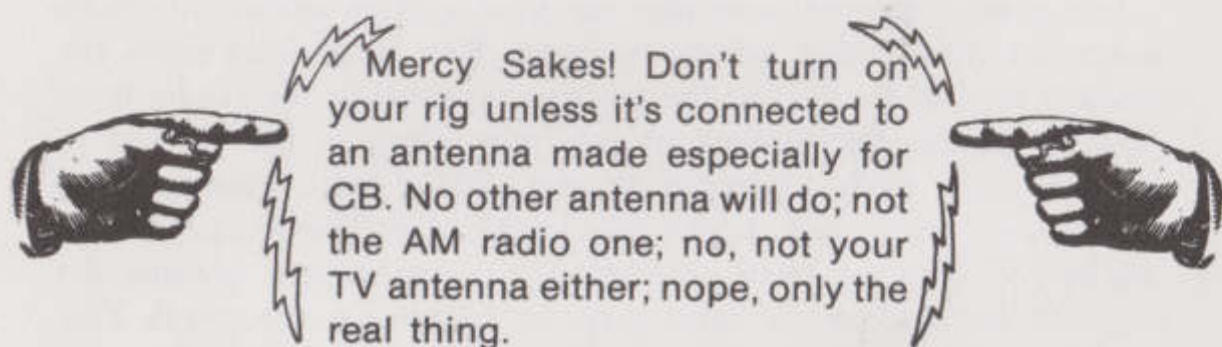 Mercy Sakes! Don't turn on
your rig unless it's connected to
an antenna made especially for
CB. No other antenna will do; not
the AM radio one; no, not your
TV antenna either; nope, only the
real thing.